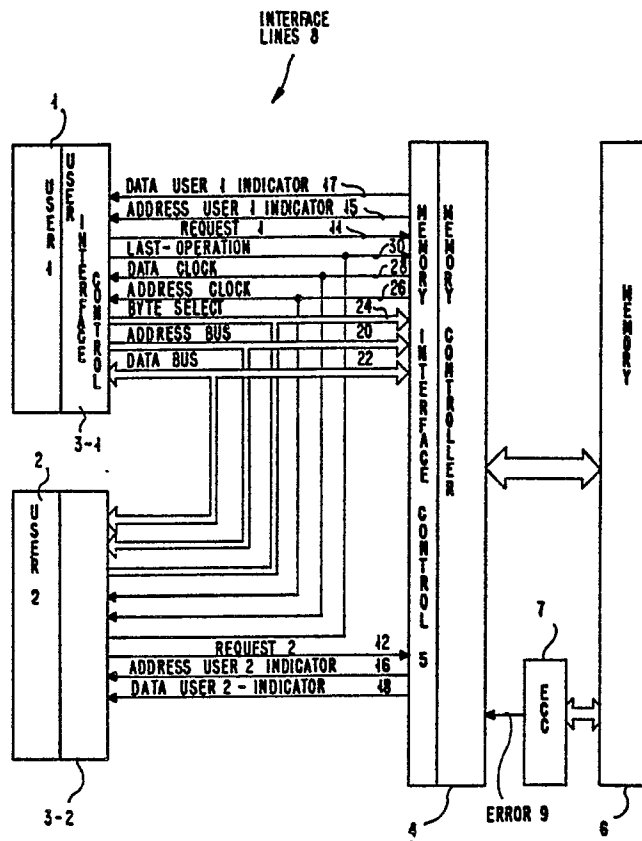 INTERFACE
LINES 8
1
USER 1
USER INTERFACE CONTROL
3-1
DATA USER 1 INDICATOR 17
ADDRESS USER 1 INDICATOR 15
REQUEST 1 11
LAST-OPERATION 30
DATA CLOCK 28
ADDRESS CLOCK 26
BYTE SELECT 24
ADDRESS BUS 20
DATA BUS 22
MEMORY INTERFACE CONTROL 5
MEMORY CONTROLLER
MEMORY
2
USER 2
REQUEST 2 12
ADDRESS USER 2 INDICATOR 16
DATA USER 2-INDICATOR 18
3-2
4
7
ECC
ERROR 9
6